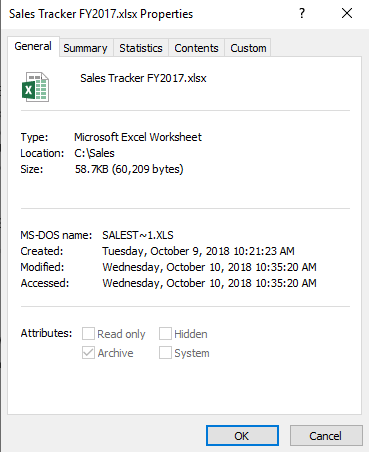 Sales Tracker FY2017.xlsx Properties ? ×
General Summary Statistics Contents Custom
Sales Tracker FY2017.xlsx
Type: Microsoft Excel Worksheet
Location: C:\Sales
Size: 58.7KB (60,209 bytes)
MS-DOS name: SALEST~1.XLS
Created: Tuesday, October 9, 2018 10:21:23 AM
Modified: Wednesday, October 10, 2018 10:35:20 AM
Accessed: Wednesday, October 10, 2018 10:35:20 AM
Attributes: Read only Hidden
Archive System
OK Cancel